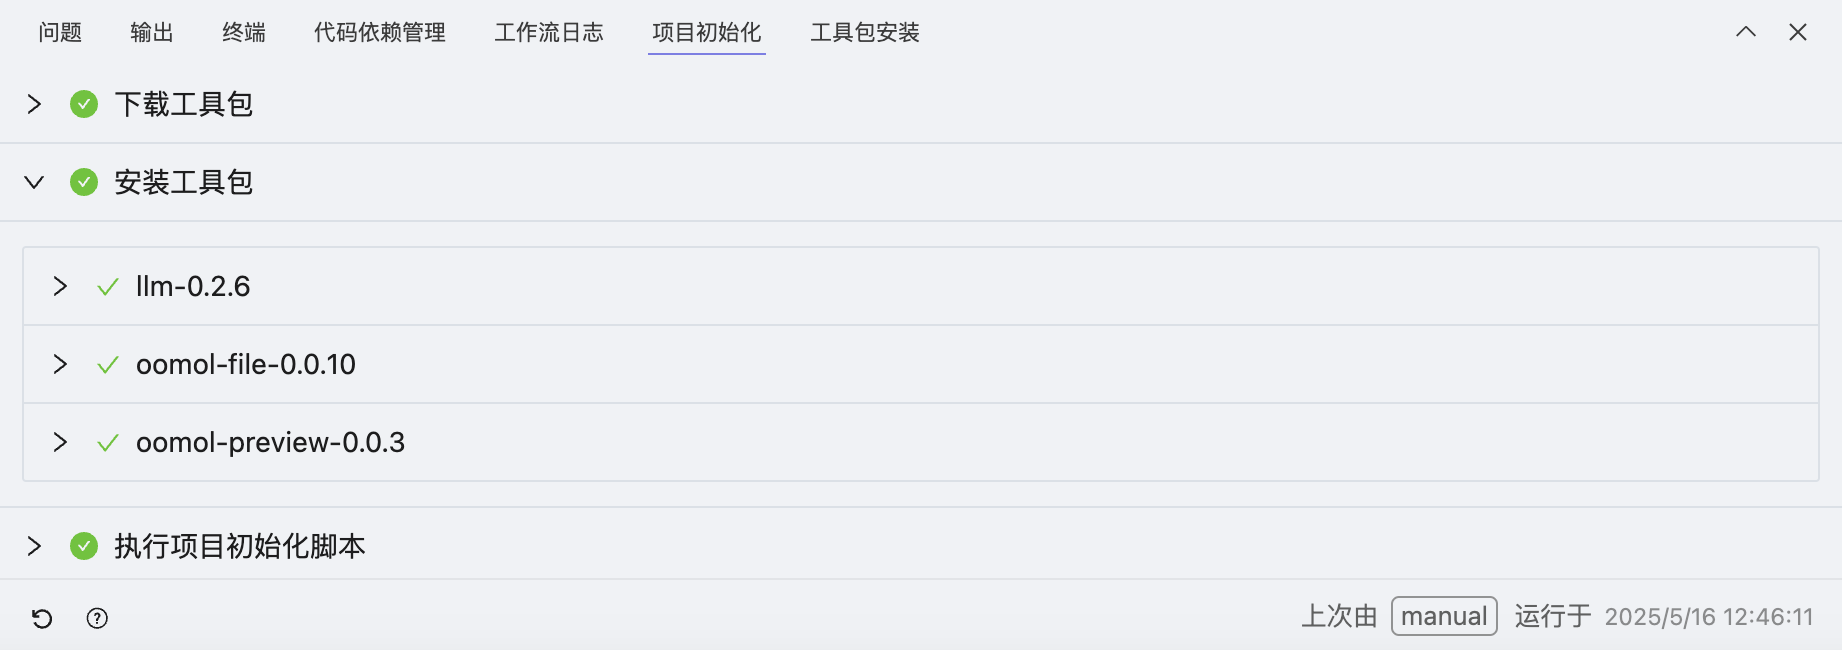 问题 输出 终端 代码依赖管理 工作流日志 项目初始化 工具包安装
下载工具包
安装工具包
llm-0.2.6
oomol-file-0.0.10
oomol-preview-0.0.3
执行项目初始化脚本
上次由 manual 运行于 2025/5/16 12:46:11